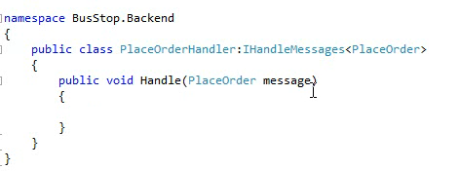 namespace BusStop.Backend
{
    public class PlaceOrderHandler:IHandleMessages<PlaceOrder>
    {
        public void Handle(PlaceOrder message)
        {
        }
    }
}